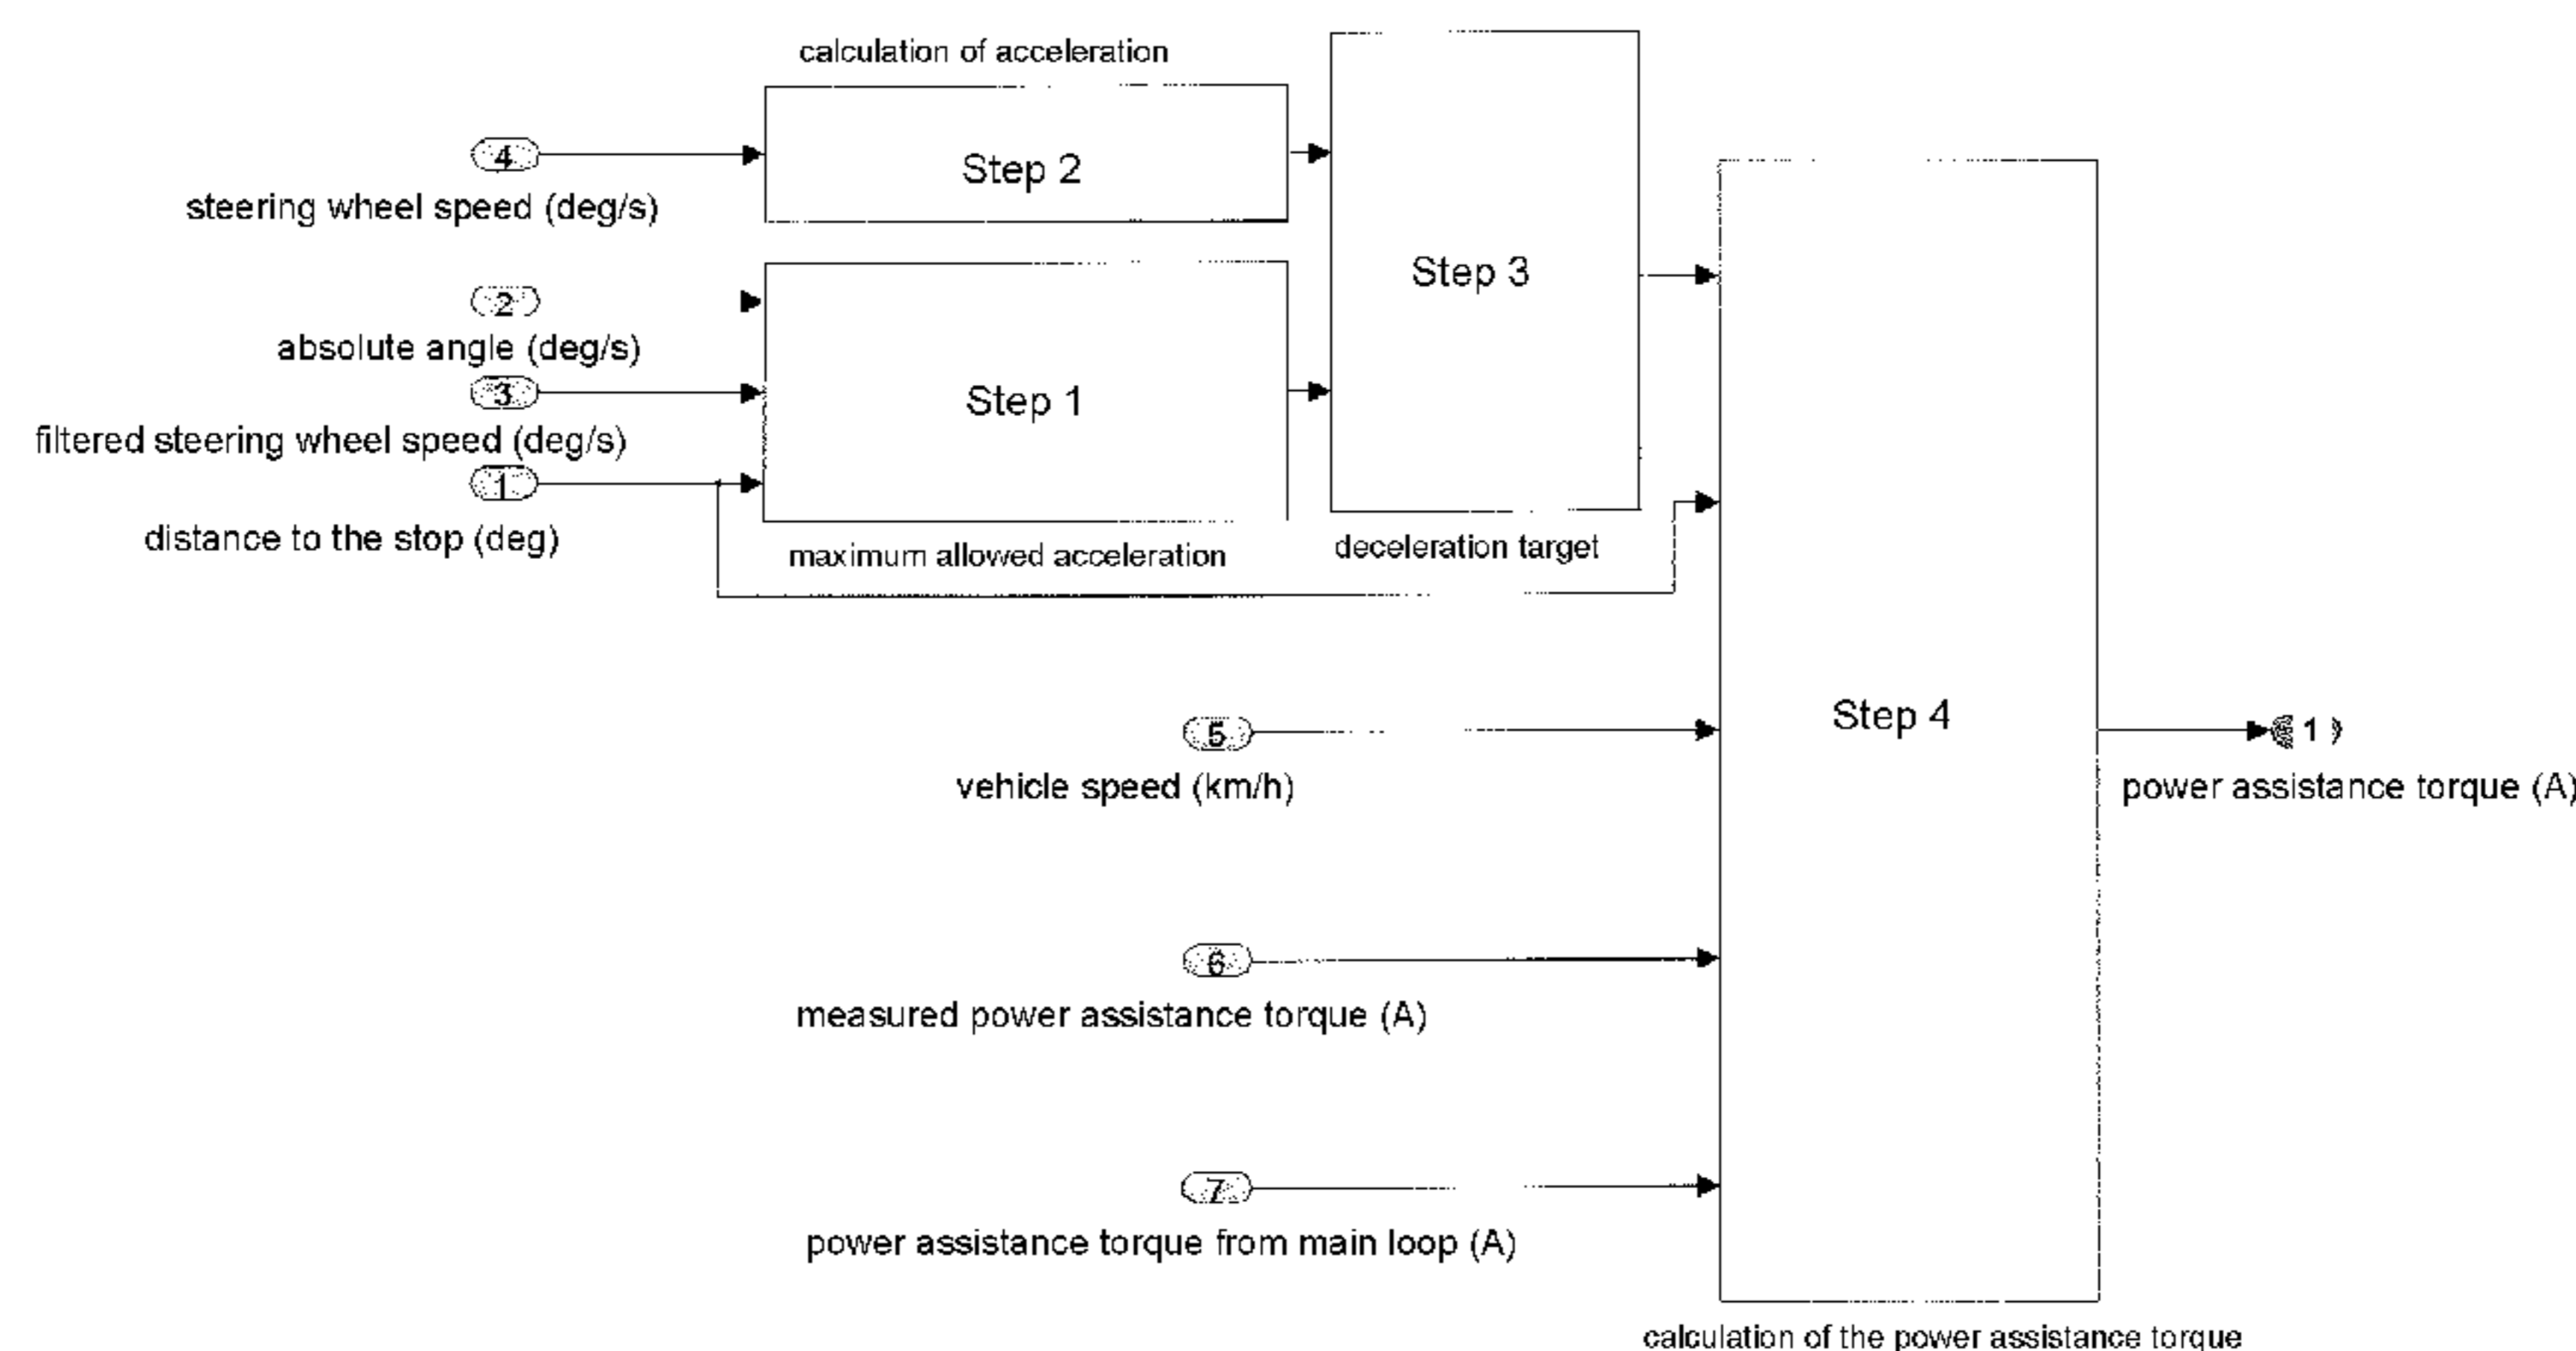 calculation of acceleration
4
Step 2
steering wheel speed (deg/s)
2
absolute angle (deg/s)
3
filtered steering wheel speed (deg/s)
1
distance to the stop (deg)
Step 1
maximum allowed acceleration
Step 3
deceleration target
5
vehicle speed (km/h)
6
measured power assistance torque (A)
7
power assistance torque from main loop (A)
Step 4
calculation of the power assistance torque
1
power assistance torque (A)